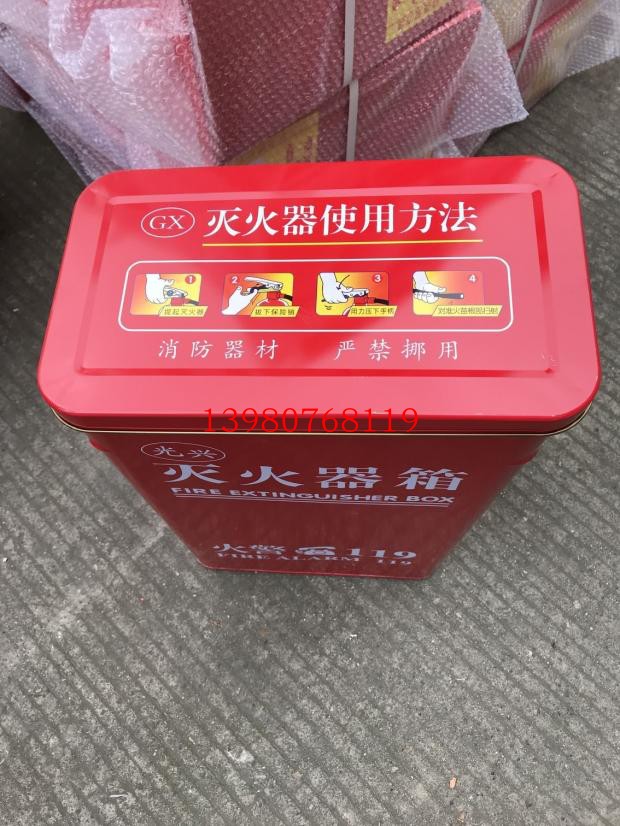 GX 灭火器使用方法
1 2 3 4
提起灭火器 拔下保险销 用力压下手柄 对准火苗根部扫射
消防器材 严禁挪用
13980768119
光兴
灭火器箱
FIRE EXTINGUISHER BOX
火警 119
FIRE ALARM 119